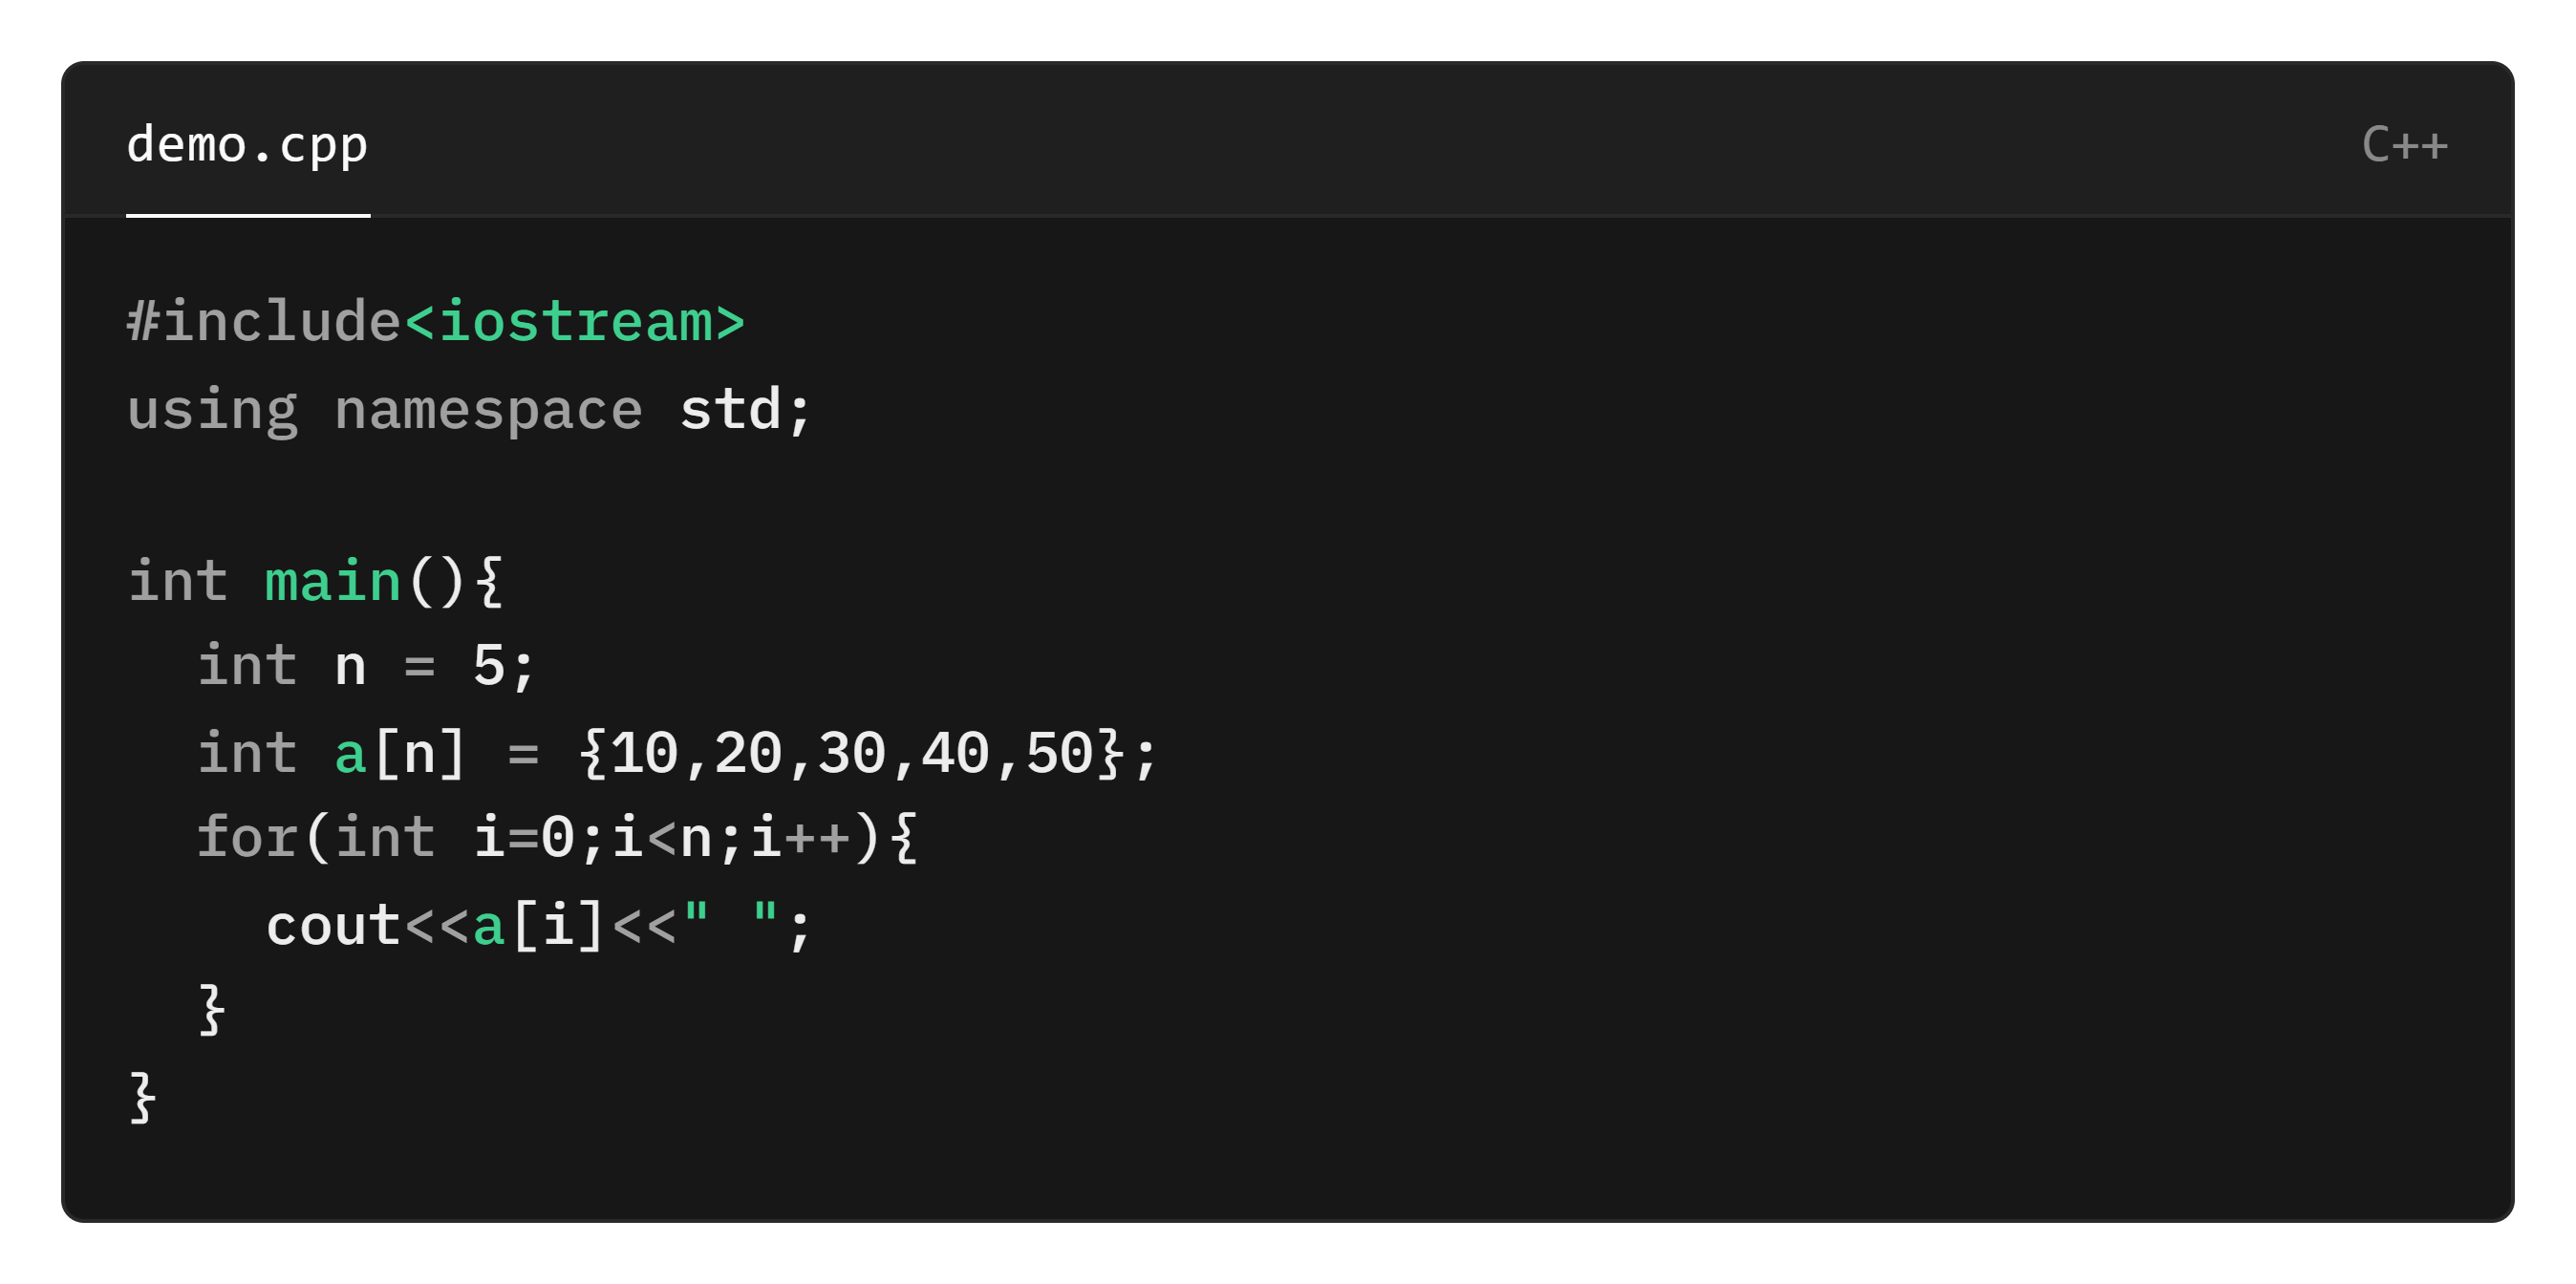 demo.cpp
C++
#include<iostream>
using namespace std;
int main(){
  int n = 5;
  int a[n] = {10,20,30,40,50};
  for(int i=0;i<n;i++){
    cout<<a[i]<<" ";
  }
}